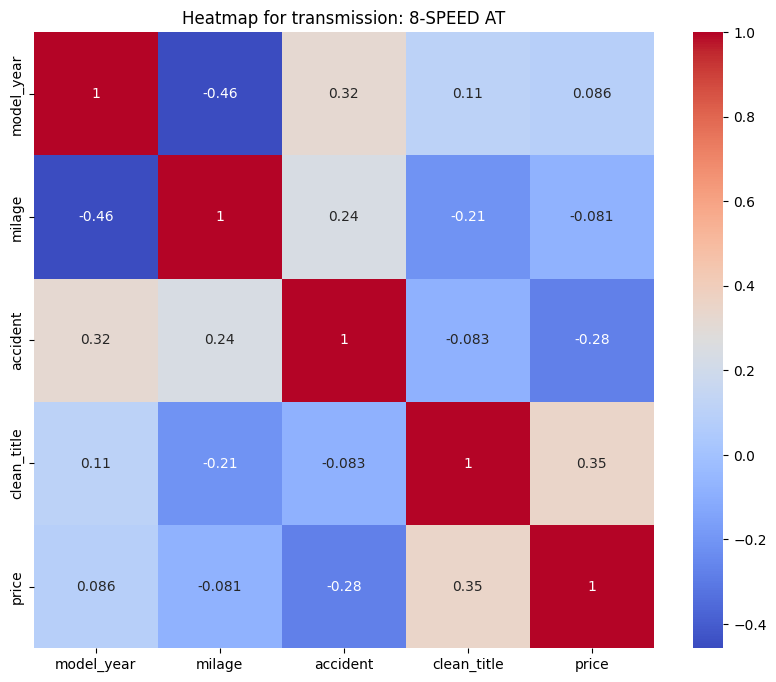 Heatmap for transmission: 8-SPEED AT
model_year 1 -0.46 0.32 0.11 0.086
milage -0.46 1 0.24 -0.21 -0.081
accident 0.32 0.24 1 -0.083 -0.28
clean_title 0.11 -0.21 -0.083 1 0.35
price 0.086 -0.081 -0.28 0.35 1
model_year milage accident clean_title price
1.0
0.8
0.6
0.4
0.2
0.0
−0.2
−0.4